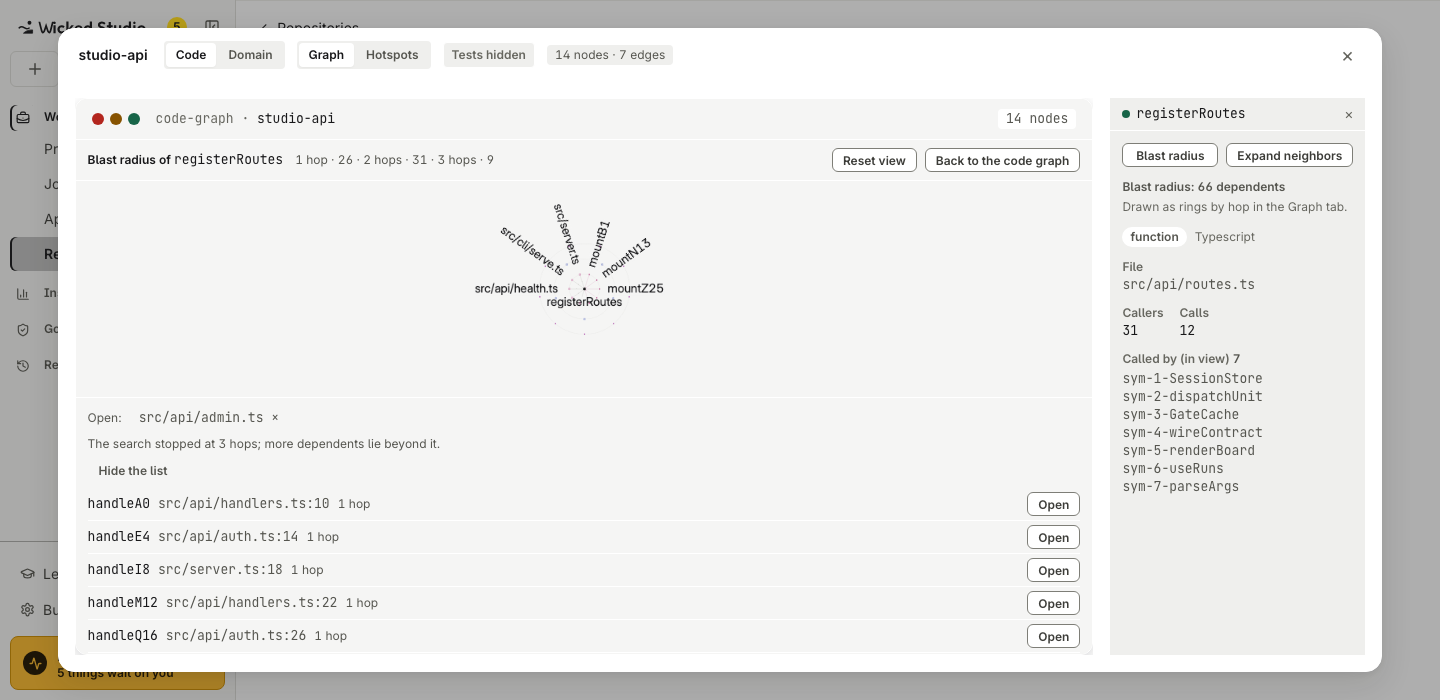 Wicked Studio 5
Repositories
studio-api Code Domain Graph Hotspots Tests hidden 14 nodes · 7 edges ×
code-graph · studio-api 14 nodes
Blast radius of registerRoutes 1 hop · 26 · 2 hops · 31 · 3 hops · 9 Reset view Back to the code graph
src/server.ts
mountB1
src/cli/serve.ts
mountN13
src/api/health.ts
mountZ25
registerRoutes
Open: src/api/admin.ts ×
The search stopped at 3 hops; more dependents lie beyond it.
Hide the list
handleA0 src/api/handlers.ts:10 1 hop Open
handleE4 src/api/auth.ts:14 1 hop Open
handleI8 src/server.ts:18 1 hop Open
handleM12 src/api/handlers.ts:22 1 hop Open
handleQ16 src/api/auth.ts:26 1 hop Open
registerRoutes ×
Blast radius Expand neighbors
Blast radius: 66 dependents
Drawn as rings by hop in the Graph tab.
function Typescript
File
src/api/routes.ts
Callers Calls
31 12
Called by (in view) 7
sym-1-SessionStore
sym-2-dispatchUnit
sym-3-GateCache
sym-4-wireContract
sym-5-renderBoard
sym-6-useRuns
sym-7-parseArgs
5 things wait on you